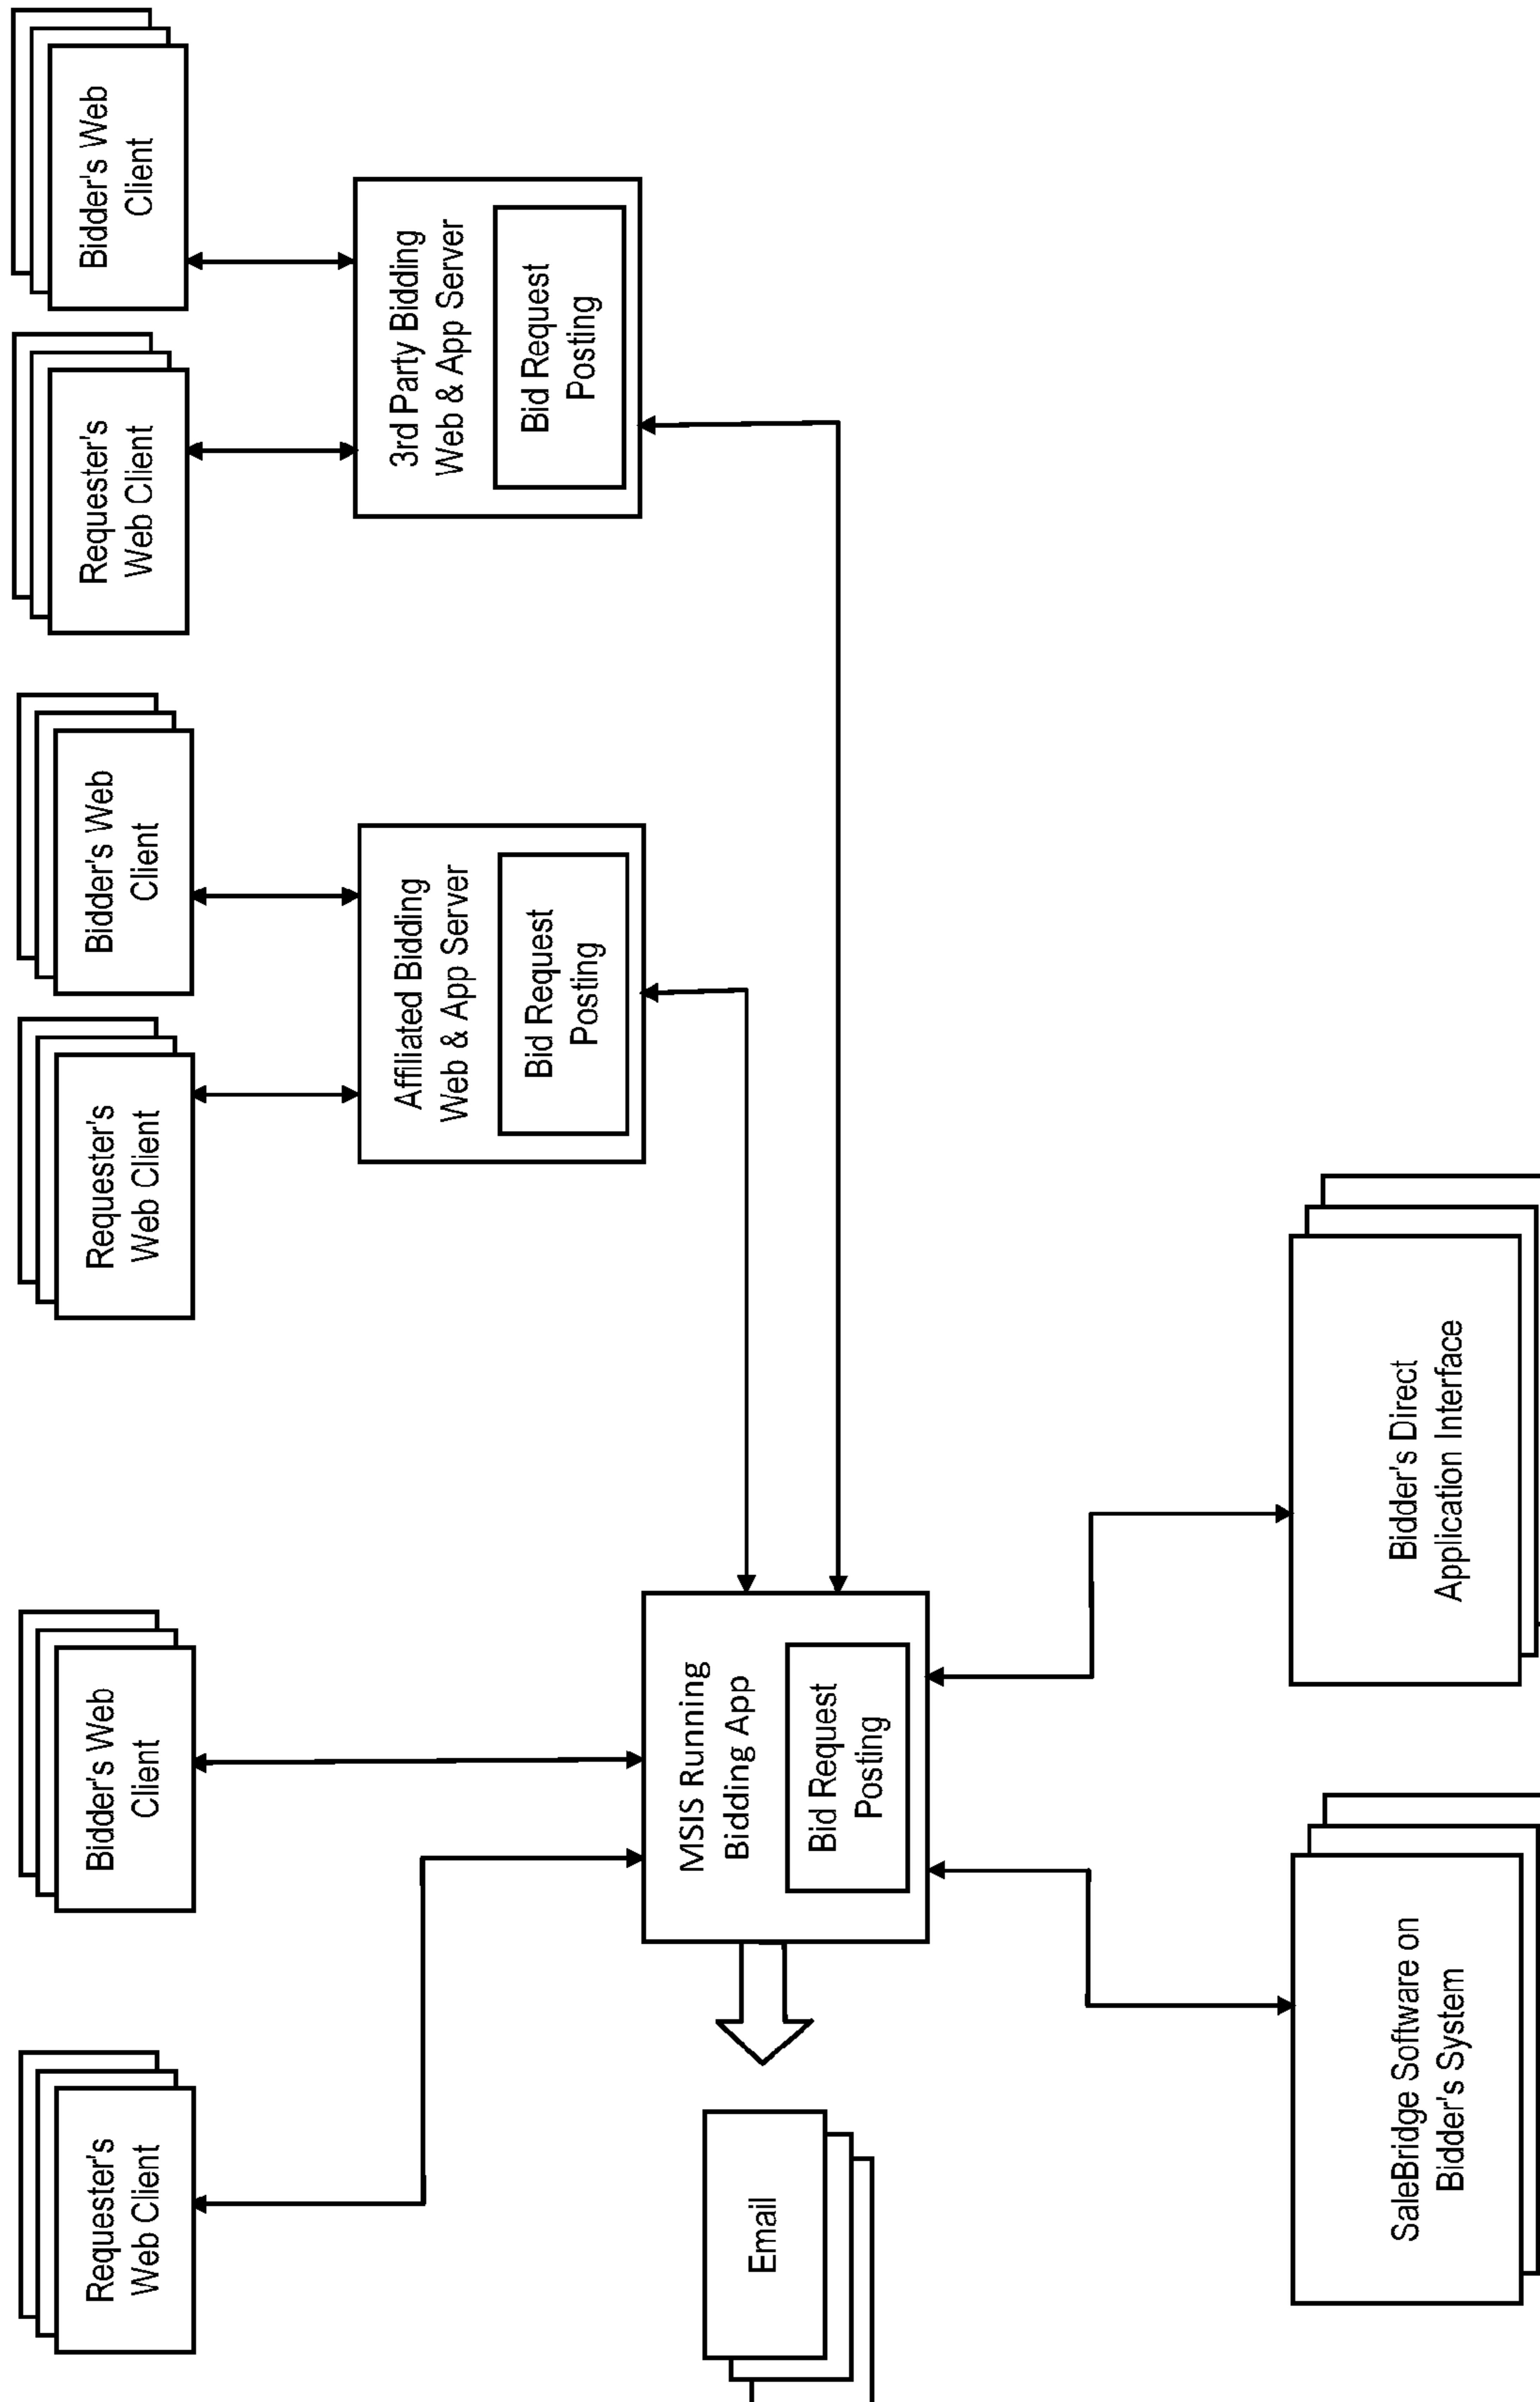 Requester's
Web Client
Bidder's Web
Client
Requester's
Web Client
Bidder's Web
Client
Requester's
Web Client
Bidder's Web
Client
Affiliated Bidding
Web & App Server
Bid Request
Posting
3rd Party Bidding
Web & App Server
Bid Request
Posting
Email
MSIS Running
Bidding App
Bid Request
Posting
SaleBridge Software on
Bidder's System
Bidder's Direct
Application Interface